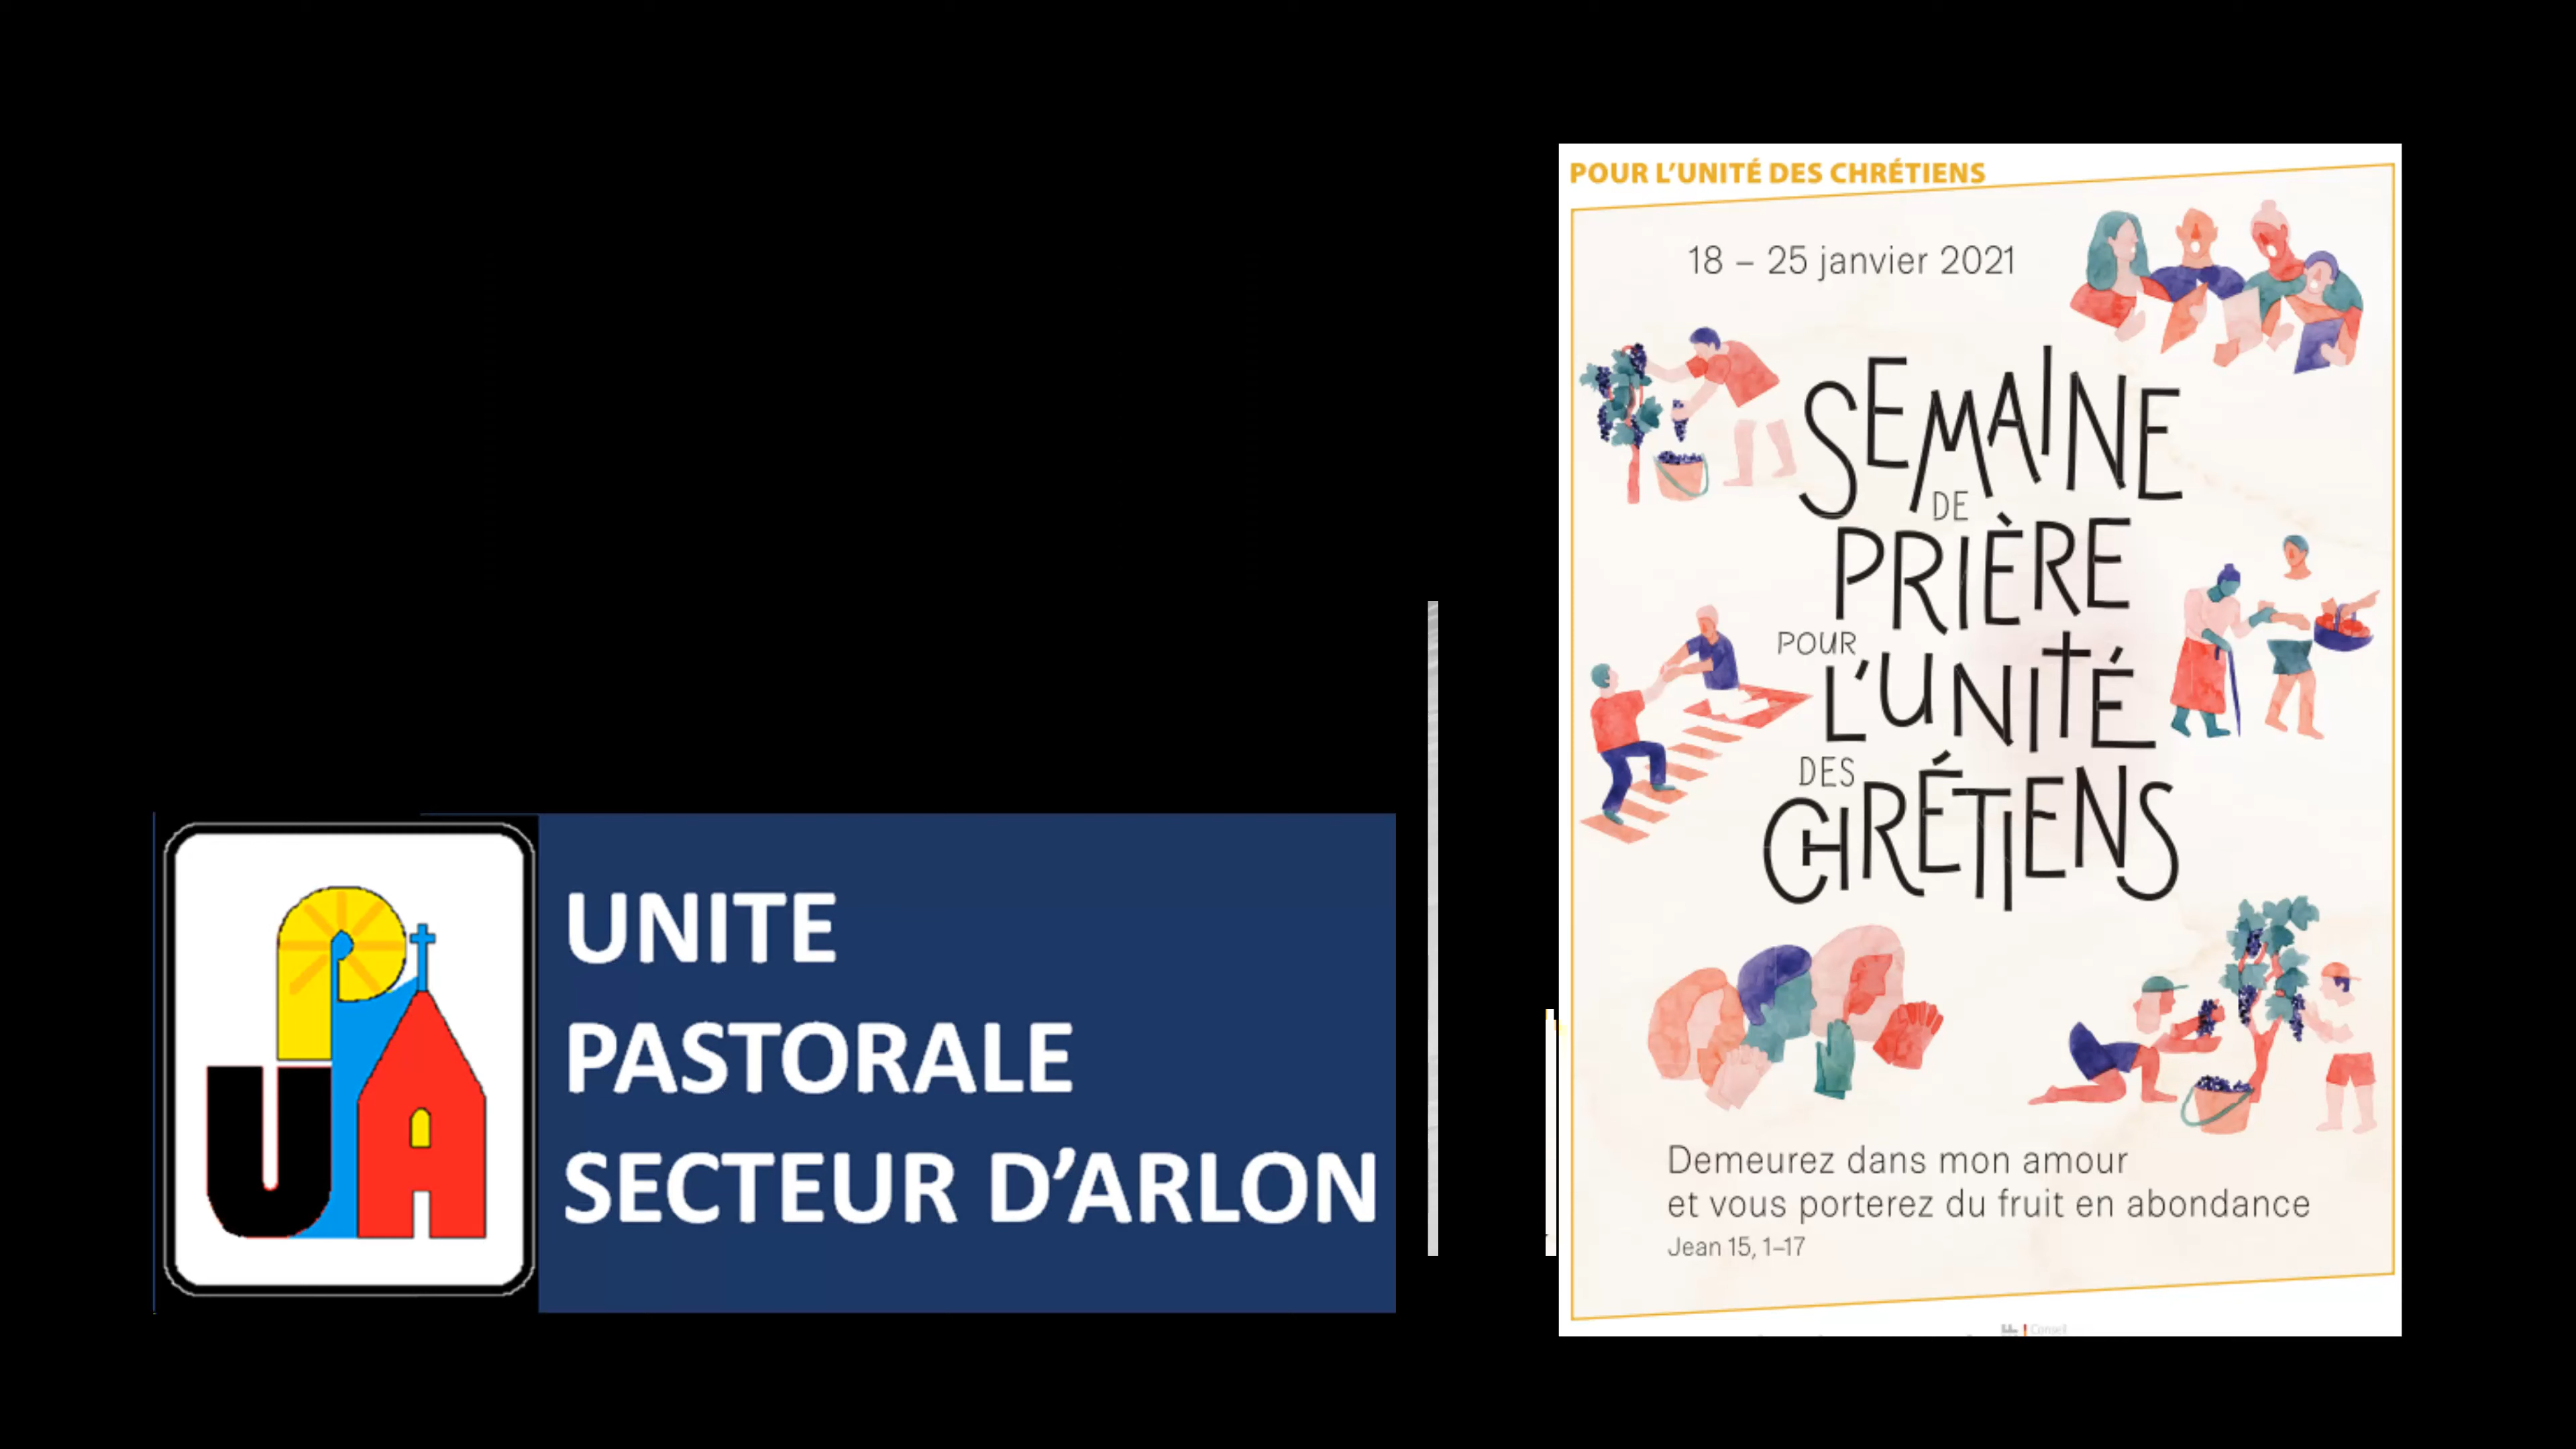 UNITE
PASTORALE
SECTEUR D'ARLON
POUR L'UNITÉ DES CHRÉTIENS
18 – 25 janvier 2021
SEMAINE
DE
PRIÈRE
POUR
L'UNITÉ
DES
CHRÉTIENS
Demeurez dans mon amour
et vous porterez du fruit en abondance
Jean 15, 1–17
Conseil